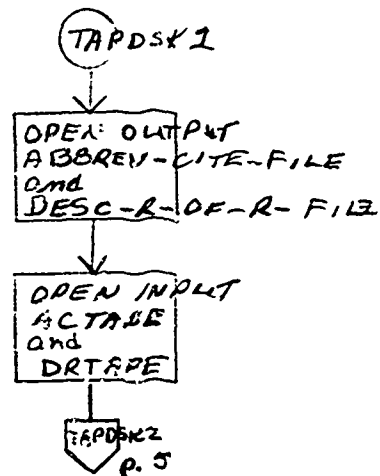 TAPDSK1
OPEN OUTPUT
ABBREV-CITE-FILE
and
DESC-R-OF-R-FILE
OPEN INPUT
ACTAPE
and
DRTAPE
TAPDSK2
p. 5